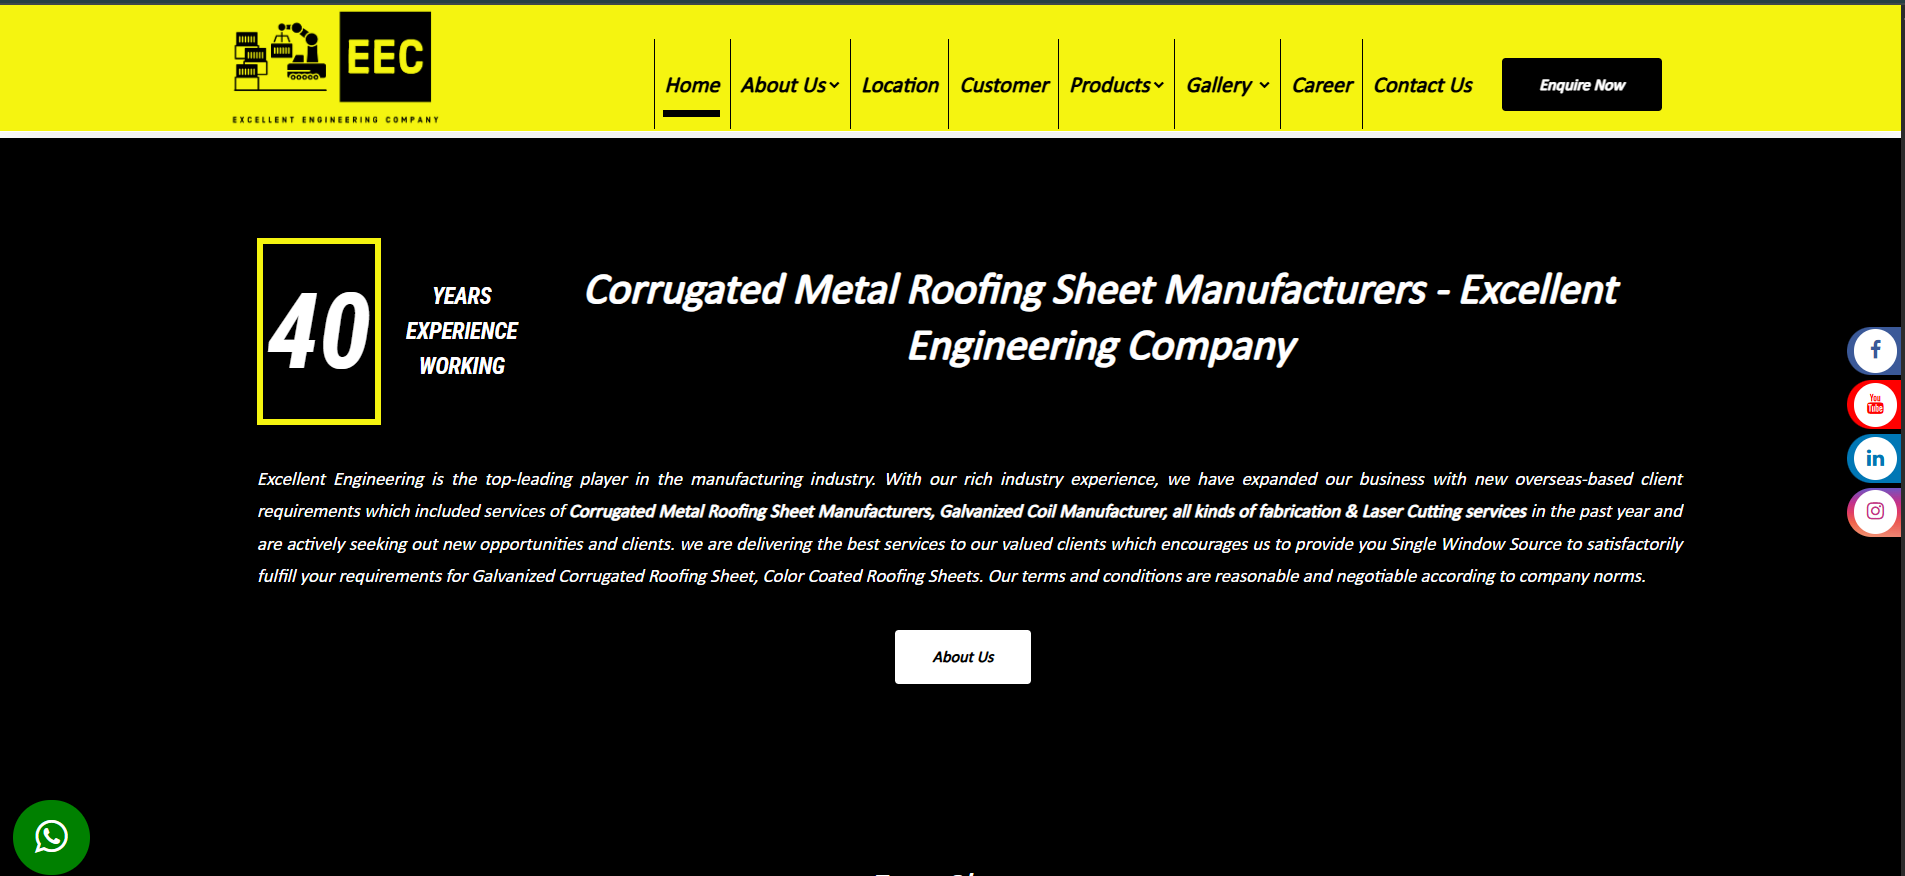 EEC
EXCELLENT ENGINEERING COMPANY
Home About Us Location Customer Products Gallery Career Contact Us Enquire Now
40
YEARS
EXPERIENCE
WORKING
Corrugated Metal Roofing Sheet Manufacturers - Excellent
Engineering Company
Excellent Engineering is the top-leading player in the manufacturing industry. With our rich industry experience, we have expanded our business with new overseas-based client
requirements which included services of Corrugated Metal Roofing Sheet Manufacturers, Galvanized Coil Manufacturer, all kinds of fabrication & Laser Cutting services in the past year and
are actively seeking out new opportunities and clients. we are delivering the best services to our valued clients which encourages us to provide you Single Window Source to satisfactorily
fulfill your requirements for Galvanized Corrugated Roofing Sheet, Color Coated Roofing Sheets. Our terms and conditions are reasonable and negotiable according to company norms.
About Us
You
Tube
in